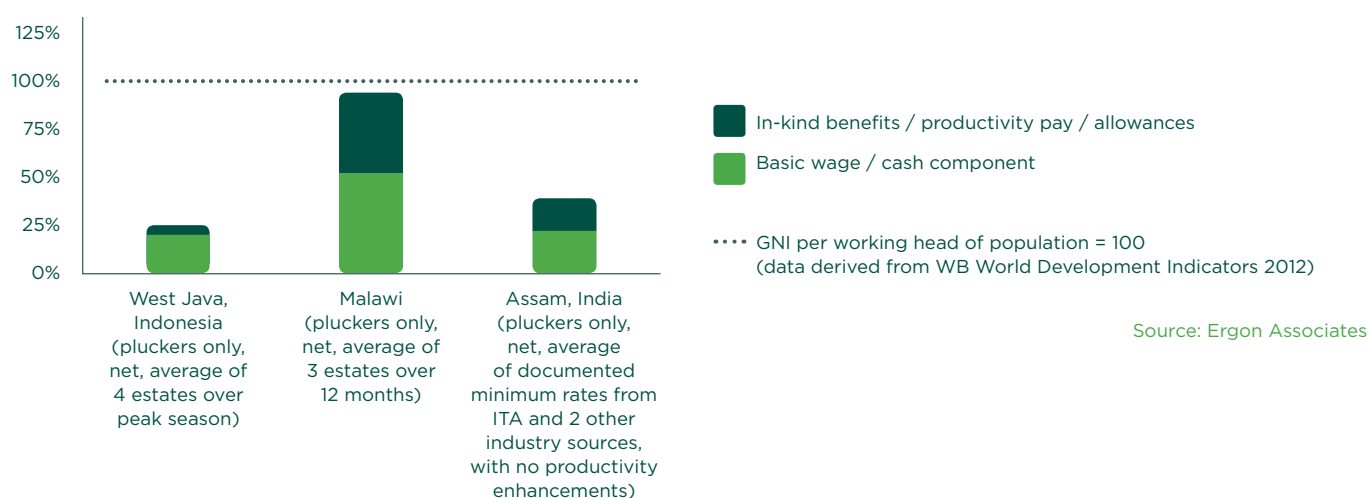 125%
100%
75%
50%
25%
0%
West Java,
Indonesia
(pluckers only,
net, average of
4 estates over
peak season)
Malawi
(pluckers only,
net, average of
3 estates over
12 months)
Assam, India
(pluckers only,
net, average
of documented
minimum rates from
ITA and 2 other
industry sources,
with no productivity
enhancements)
In-kind benefits / productivity pay / allowances
Basic wage / cash component
GNI per working head of population = 100
(data derived from WB World Development Indicators 2012)
Source: Ergon Associates